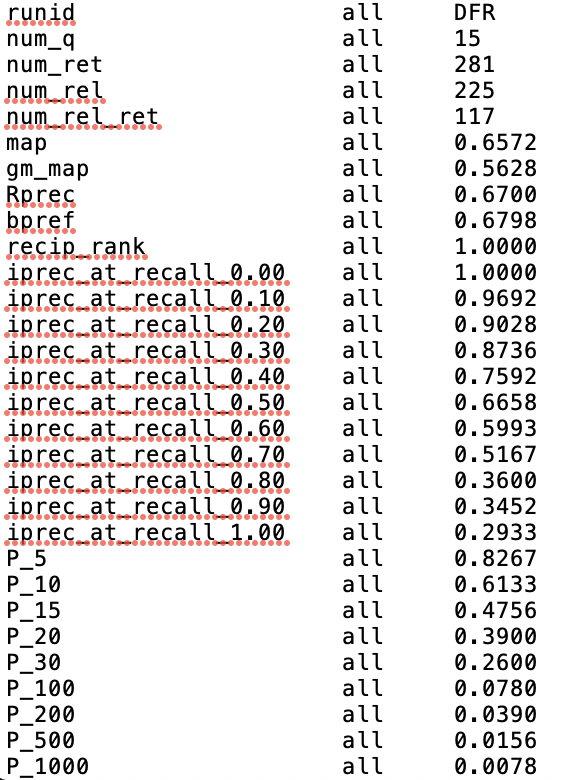 runid all DFR
num_q all 15
num_ret all 281
num_rel all 225
num_rel_ret all 117
map all 0.6572
gm_map all 0.5628
Rprec all 0.6700
bpref all 0.6798
recip_rank all 1.0000
iprec_at_recall_0.00 all 1.0000
iprec_at_recall_0.10 all 0.9692
iprec_at_recall_0.20 all 0.9028
iprec_at_recall_0.30 all 0.8736
iprec_at_recall_0.40 all 0.7592
iprec_at_recall_0.50 all 0.6658
iprec_at_recall_0.60 all 0.5993
iprec_at_recall_0.70 all 0.5167
iprec_at_recall_0.80 all 0.3600
iprec_at_recall_0.90 all 0.3452
iprec_at_recall_1.00 all 0.2933
P_5 all 0.8267
P_10 all 0.6133
P_15 all 0.4756
P_20 all 0.3900
P_30 all 0.2600
P_100 all 0.0780
P_200 all 0.0390
P_500 all 0.0156
P_1000 all 0.0078